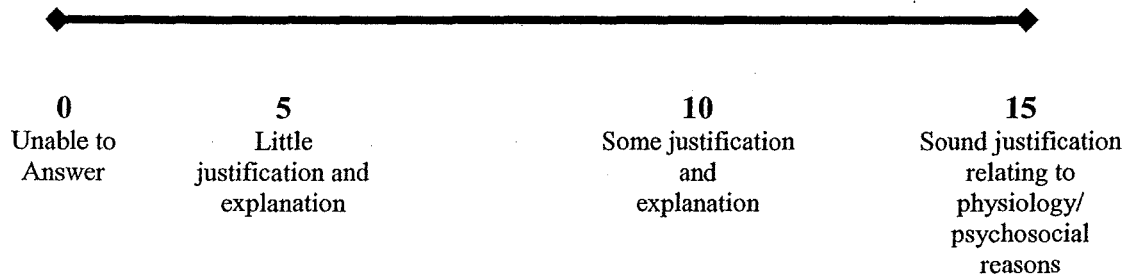 0 5 10 15
Unable to Little Some justification Sound justification
Answer justification and and relating to
explanation explanation physiology/
psychosocial
reasons